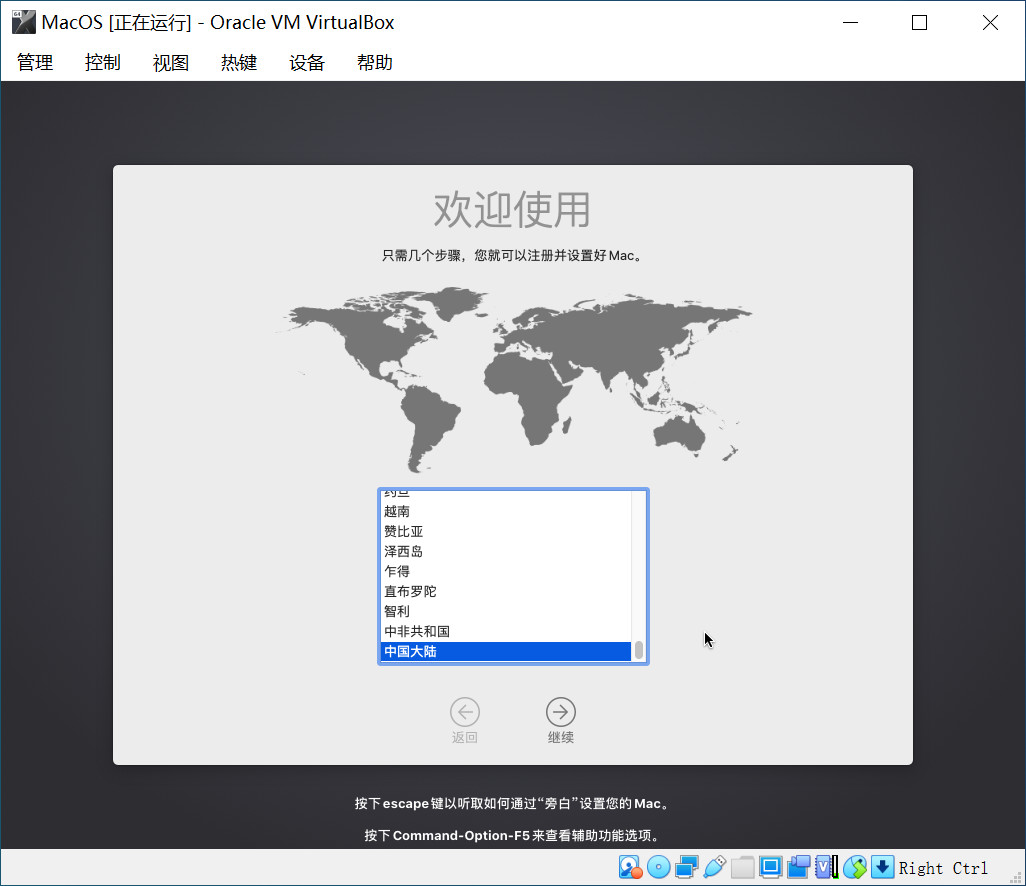 MacOS [正在运行] - Oracle VM VirtualBox
管理 控制 视图 热键 设备 帮助
欢迎使用
只需几个步骤，您就可以注册并设置好 Mac。
约旦
越南
赞比亚
泽西岛
乍得
直布罗陀
智利
中非共和国
中国大陆
返回 继续
按下 escape 键以听取如何通过“旁白”设置您的 Mac。
按下 Command-Option-F5 来查看辅助功能选项。
Right Ctrl